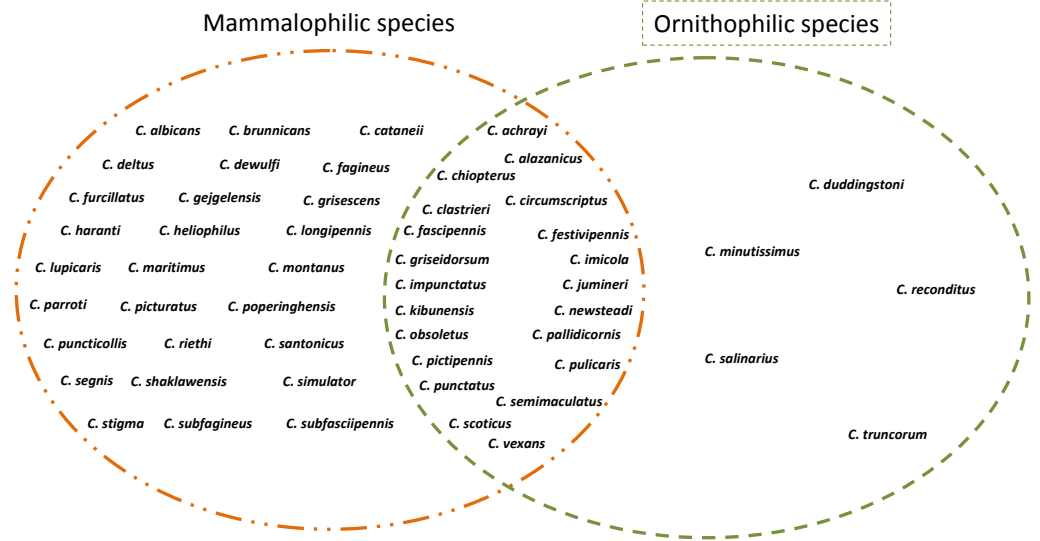 Mammalophilic species
Ornithophilic species
C. albicans C. brunnicans C. cataneii C. achrayi
C. deltus C. dewulfi C. fagineus C. alazanicus
C. chiopterus C. duddingstoni
C. furcillatus C. gejgelensis C. grisescens C. circumscriptus
C. clastrieri
C. haranti C. heliophilus C. longipennis C. fascipennis C. festivipennis
C. minutissimus
C. lupicaris C. maritimus C. montanus C. griseidorsum C. imicola
C. impunctatus C. jumineri C. reconditus
C. parroti C. picturatus C. poperinghensis C. kibunensis C. newsteadi
C. obsoletus C. pallidicornis
C. puncticollis C. riethi C. santonicus
C. pictipennis C. pulicaris C. salinarius
C. segnis C. shaklawensis C. simulator C. punctatus
C. semimaculatus
C. stigma C. subfagineus C. subfasciipennis C. scoticus
C. vexans C. truncorum